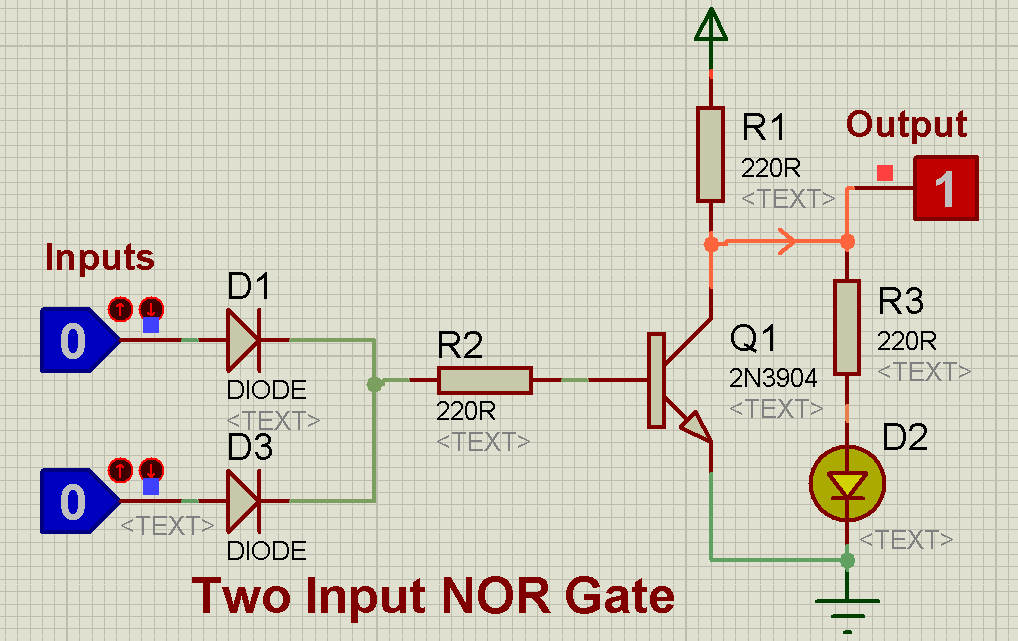 R1
220R
<TEXT>
Output
1
Inputs
0
D1
DIODE
<TEXT>
R2
220R
<TEXT>
Q1
2N3904
<TEXT>
R3
220R
<TEXT>
0
<TEXT>
D3
DIODE
D2
<TEXT>
Two Input NOR Gate